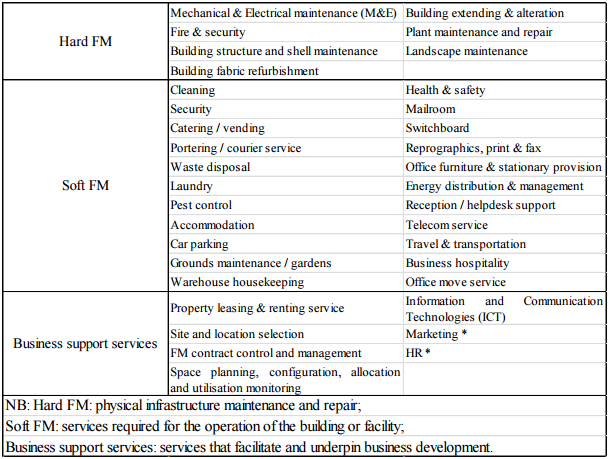 Hard FM
Mechanical & Electrical maintenance (M&E)
Building extending & alteration
Fire & security
Plant maintenance and repair
Building structure and shell maintenance
Landscape maintenance
Building fabric refurbishment
Soft FM
Cleaning
Health & safety
Security
Mailroom
Catering / vending
Switchboard
Portering / courier service
Reprographics, print & fax
Waste disposal
Office furniture & stationary provision
Laundry
Energy distribution & management
Pest control
Reception / helpdesk support
Accommodation
Telecom service
Car parking
Travel & transportation
Grounds maintenance / gardens
Business hospitality
Warehouse housekeeping
Office move service
Business support services
Property leasing & renting service
Information and Communication
Technologies (ICT)
Site and location selection
Marketing *
FM contract control and management
HR *
Space planning, configuration, allocation
and utilisation monitoring
NB: Hard FM: physical infrastructure maintenance and repair;
Soft FM: services required for the operation of the building or facility;
Business support services: services that facilitate and underpin business development.